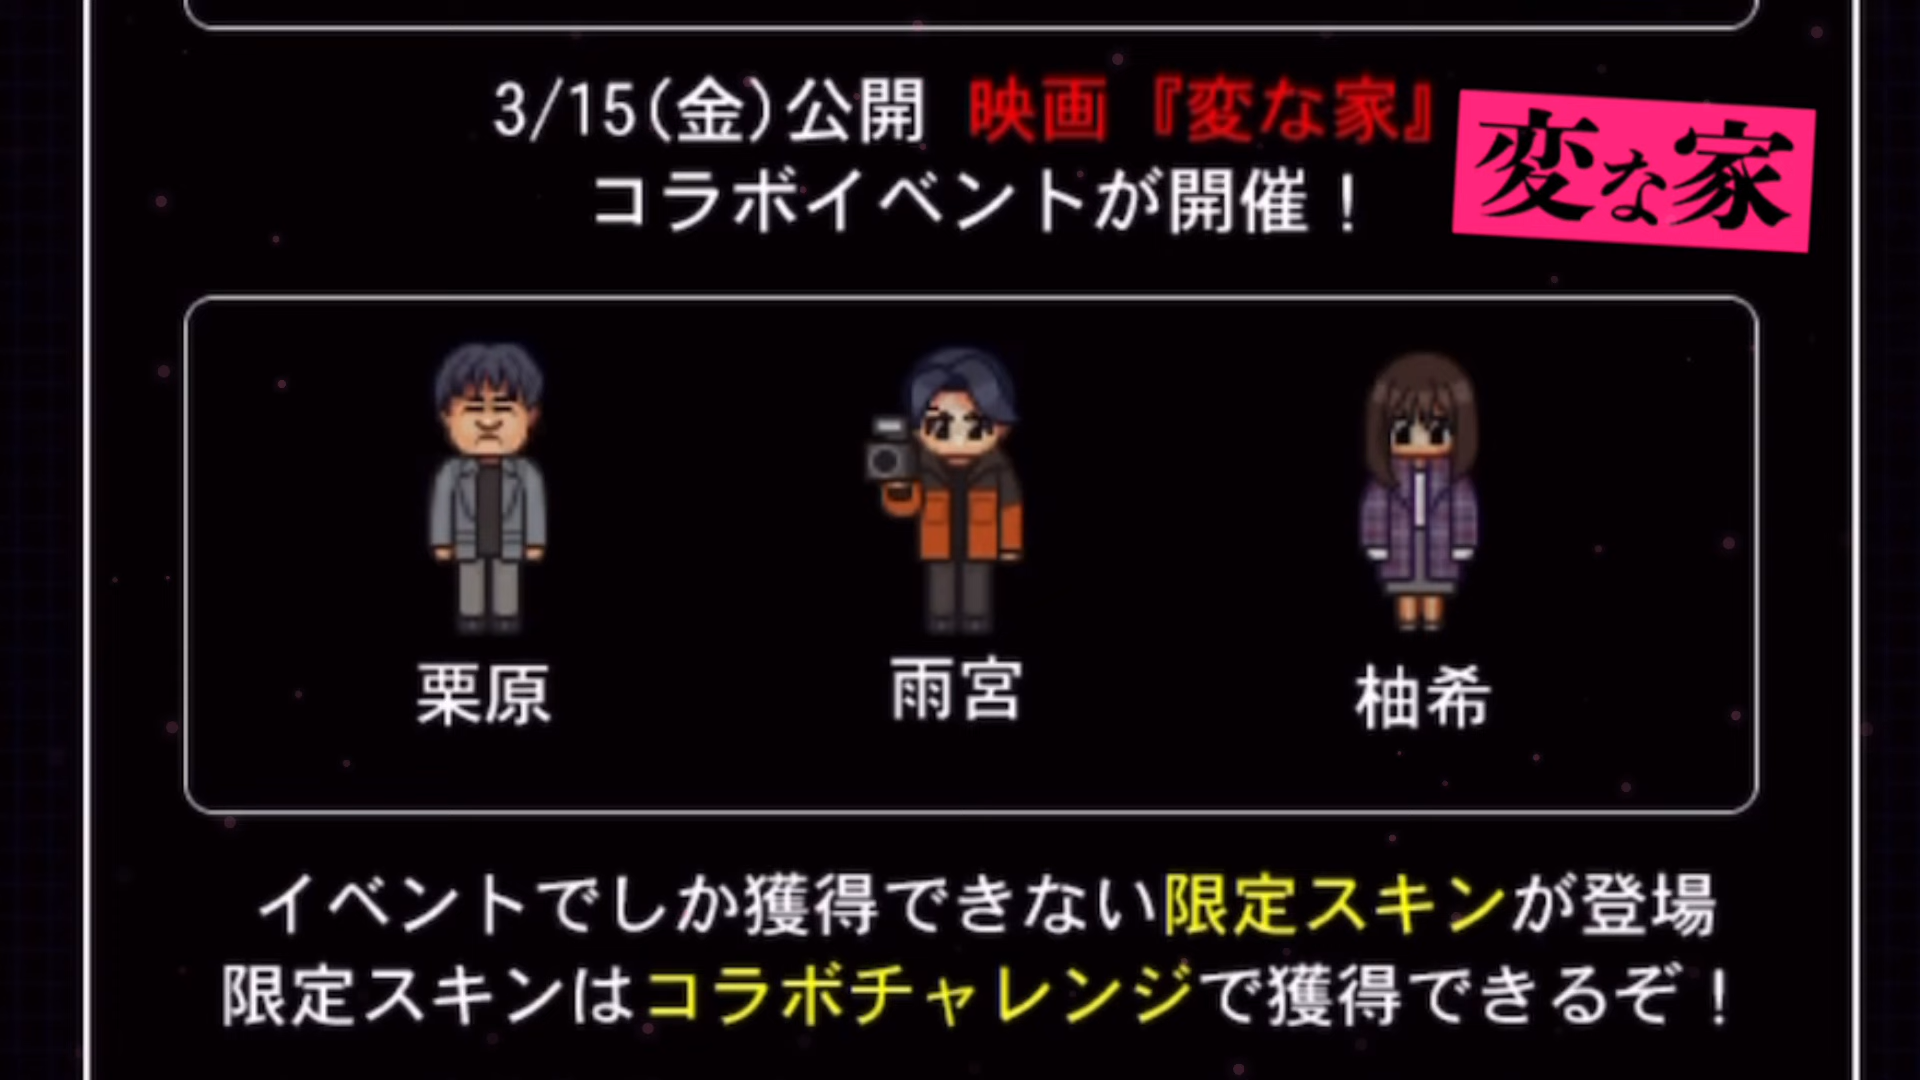 3/15(金)公開 映画『変な家』
コラボイベントが開催！
変な家
栗原
雨宮
柚希
イベントでしか獲得できない限定スキンが登場
限定スキンはコラボチャレンジで獲得できるぞ！